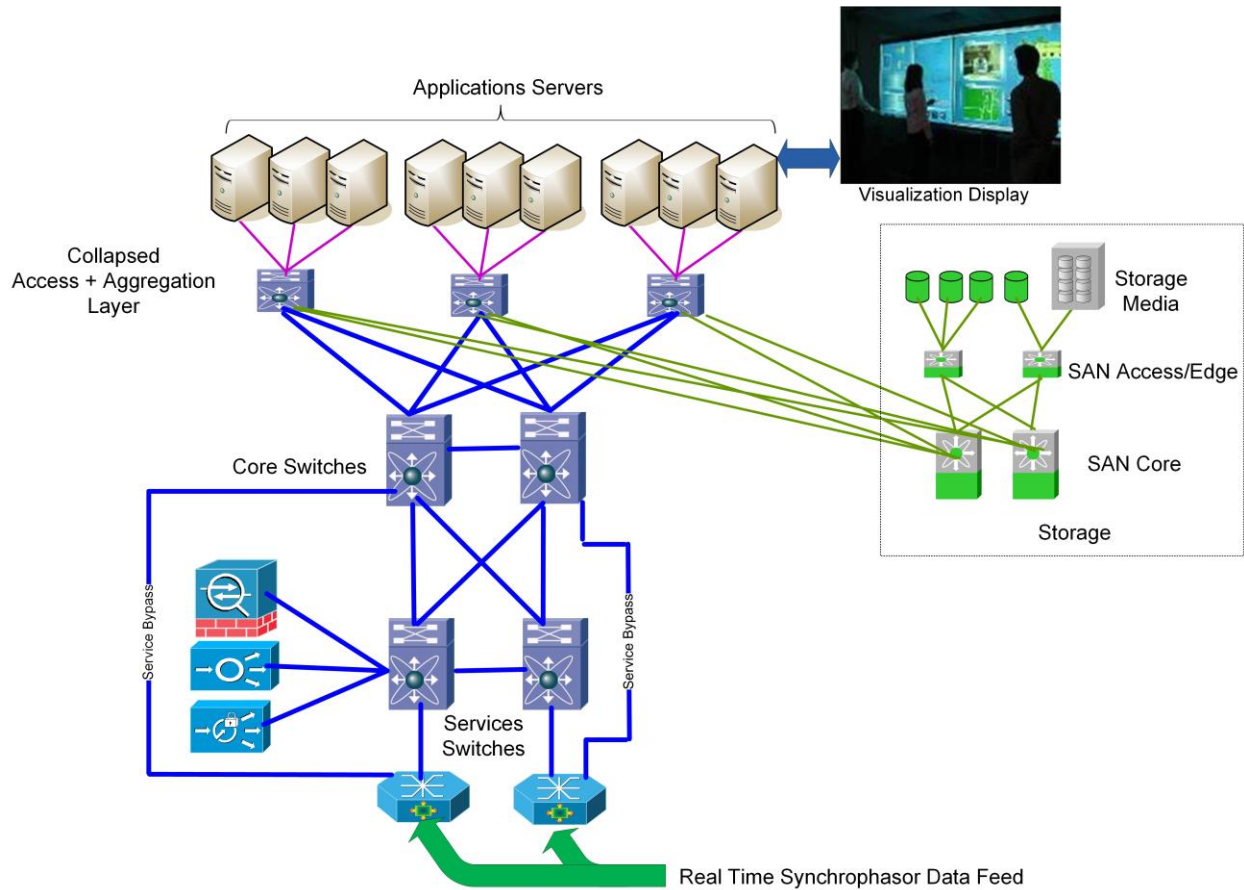 Applications Servers
Visualization Display
Collapsed
Access + Aggregation
Layer
Storage
Media
SAN Access/Edge
Core Switches
SAN Core
Storage
Service Bypass
Service Bypass
Services
Switches
Real Time Synchrophasor Data Feed